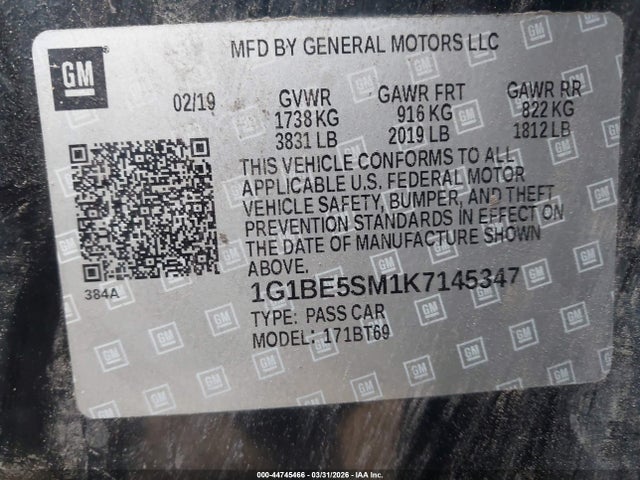 GM
MFD BY GENERAL MOTORS LLC
02/19 GVWR GAWR FRT GAWR RR
1738 KG 916 KG 822 KG
3831 LB 2019 LB 1812 LB
THIS VEHICLE CONFORMS TO ALL
APPLICABLE U.S. FEDERAL MOTOR
VEHICLE SAFETY, BUMPER, AND THEFT
PREVENTION STANDARDS IN EFFECT ON
THE DATE OF MANUFACTURE SHOWN
ABOVE.
384A
1G1BE5SM1K7145347
TYPE: PASS CAR
MODEL: 171BT69
000-44745466 | 03/31/2026 | IAA Inc.